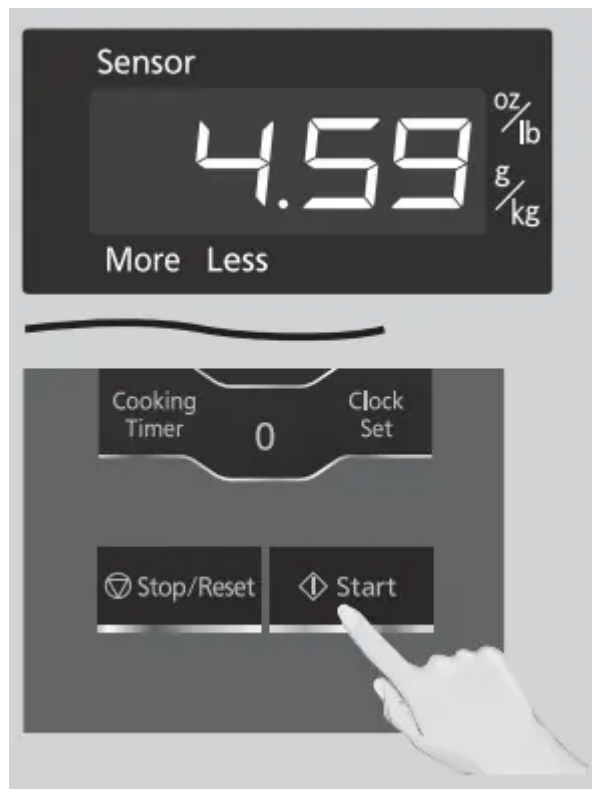 Sensor
4.59
oz/lb
g/kg
More Less
Cooking Timer
0
Clock Set
Stop/Reset
Start